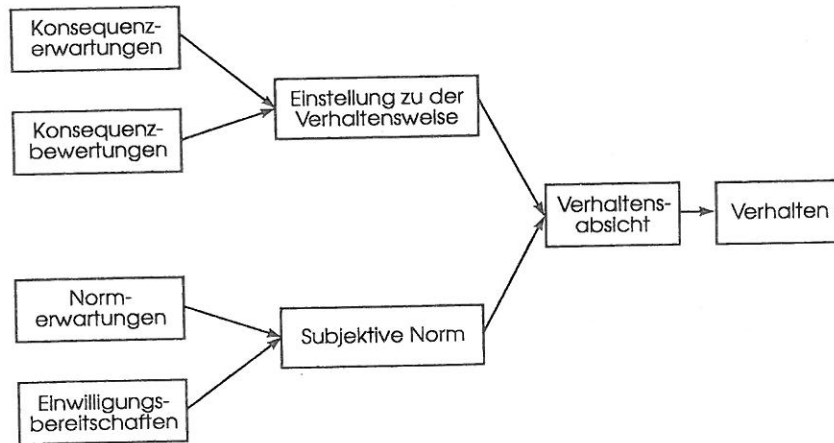 Konsequenz-
erwartungen
Konsequenz-
bewertungen
Einstellung zu der
Verhaltensweise
Verhaltens-
absicht
Verhalten
Norm-
erwartungen
Einwilligungs-
bereitschaften
Subjektive Norm